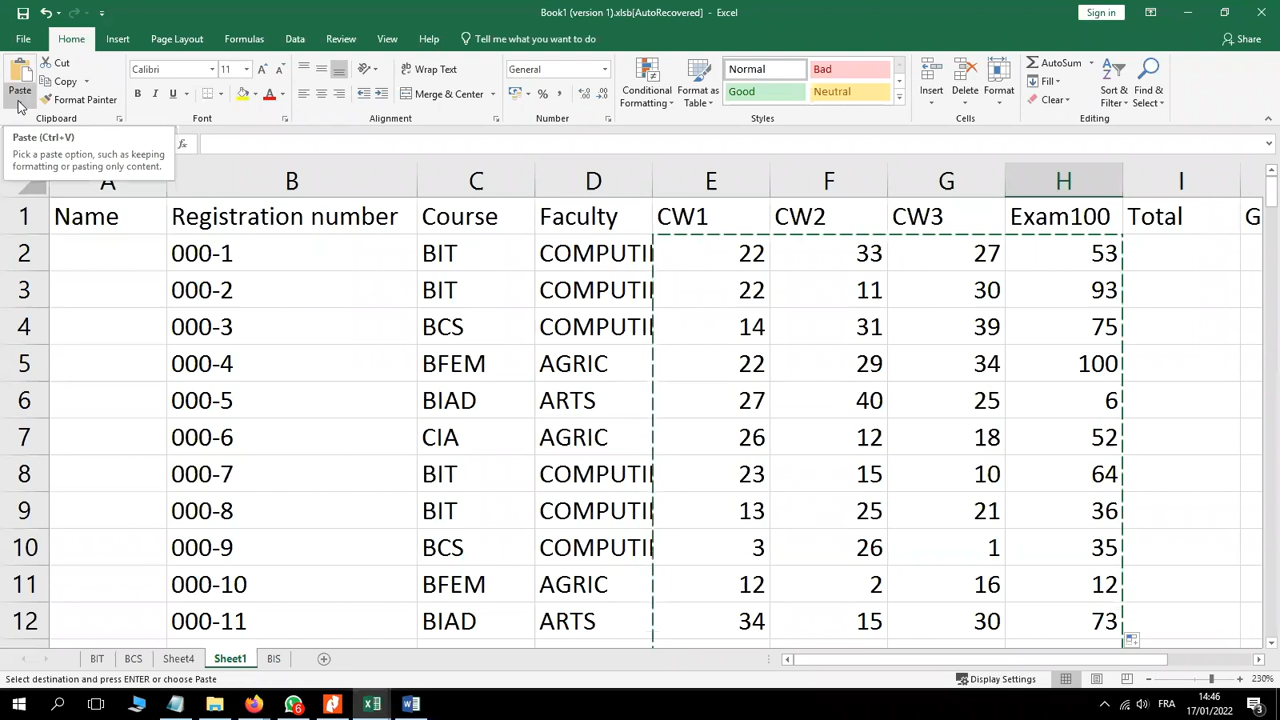 Book1 (version 1).xlsb[AutoRecovered] - Excel
Sign in
File Home Insert Page Layout Formulas Data Review View Help Tell me what you want to do Share
Paste
Cut
Copy
Format Painter
Clipboard
Calibri 11
B I U
Font
Wrap Text
Merge & Center
Alignment
General
%
Number
Conditional Formatting
Format as Table
Normal Bad
Good Neutral
Styles
Insert Delete Format
Cells
AutoSum
Fill
Clear
Sort & Filter
Find & Select
Editing
Paste (Ctrl+V)
Pick a paste option, such as keeping
formatting or pasting only content.
fx
A B C D E F G H I
1 Name Registration number Course Faculty CW1 CW2 CW3 Exam100 Total G
2 000-1 BIT COMPUTI 22 33 27 53
3 000-2 BIT COMPUTI 22 11 30 93
4 000-3 BCS COMPUTI 14 31 39 75
5 000-4 BFEM AGRIC 22 29 34 100
6 000-5 BIAD ARTS 27 40 25 6
7 000-6 CIA AGRIC 26 12 18 52
8 000-7 BIT COMPUTI 23 15 10 64
9 000-8 BIT COMPUTI 13 25 21 36
10 000-9 BCS COMPUTI 3 26 1 35
11 000-10 BFEM AGRIC 12 2 16 12
12 000-11 BIAD ARTS 34 15 30 73
BIT BCS Sheet4 Sheet1 BIS
Select destination and press ENTER or choose Paste
Display Settings
230%
6
FRA
14:46
17/01/2022
3